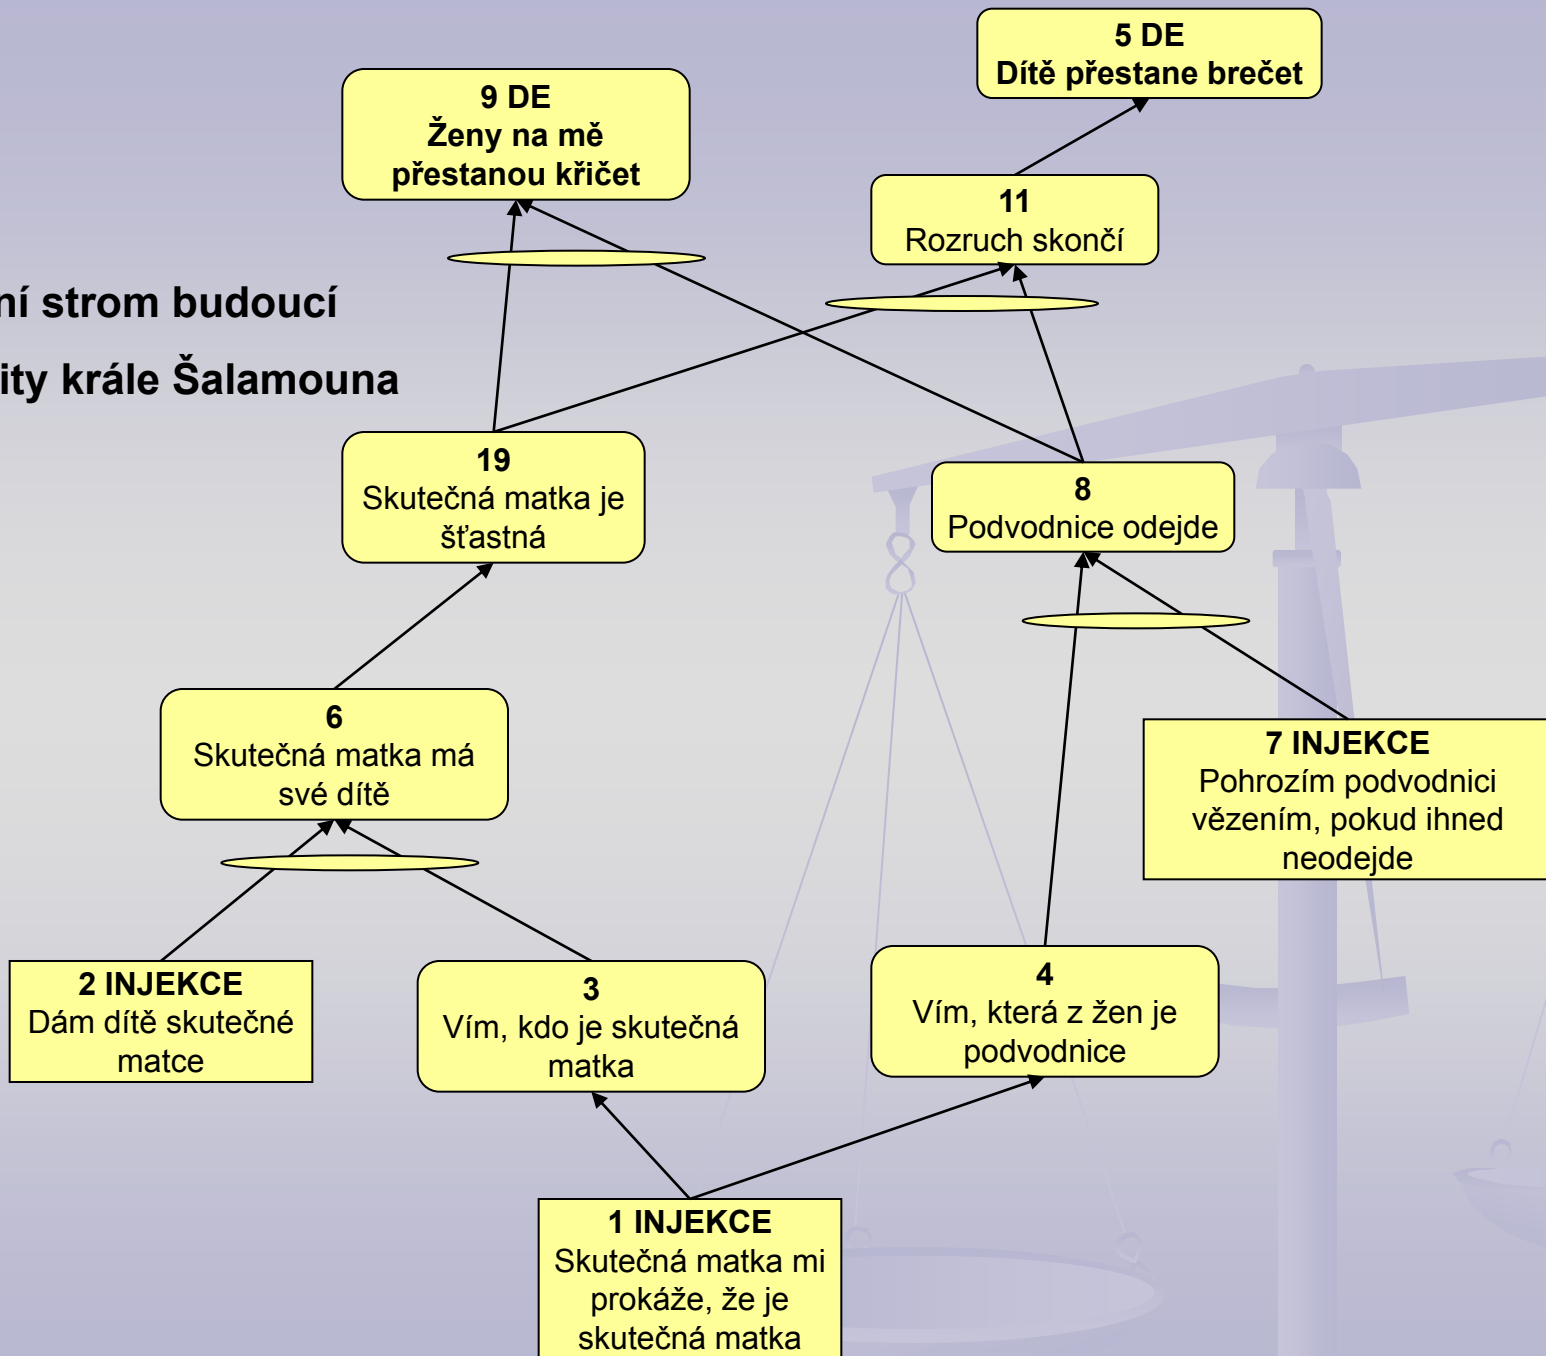 5 DE
Dítě přestane brečet
9 DE
Ženy na mě
přestanou křičet
11
Rozruch skončí
ní strom budoucí
ity krále Šalamouna
19
Skutečná matka je
šťastná
8
Podvodnice odejde
6
Skutečná matka má
své dítě
7 INJEKCE
Pohrozím podvodnici
vězením, pokud ihned
neodejde
2 INJEKCE
Dám dítě skutečné
matce
3
Vím, kdo je skutečná
matka
4
Vím, která z žen je
podvodnice
1 INJEKCE
Skutečná matka mi
prokáže, že je
skutečná matka